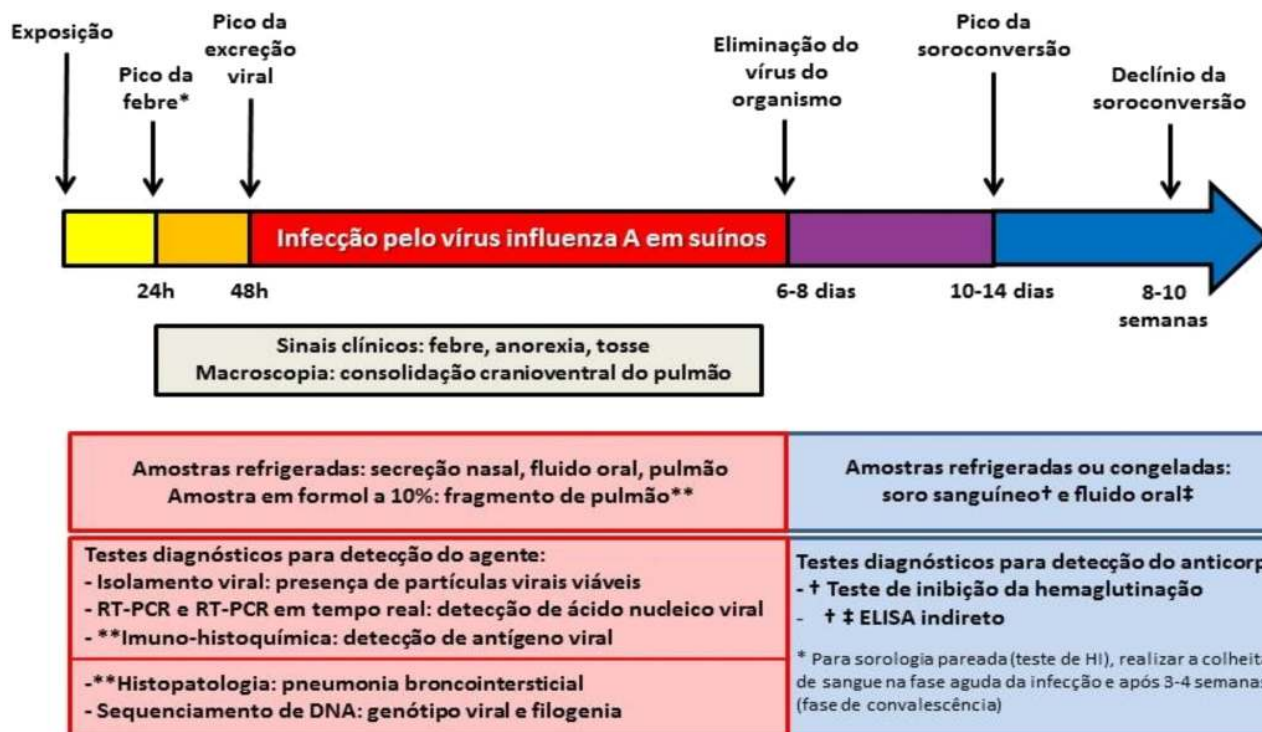 Exposição
Pico da
febre*
Pico da
excreção
viral
Eliminação do
vírus do
organismo
Pico da
soroconversão
Declínio da
soroconversão
Infecção pelo vírus influenza A em suínos
24h
48h
6-8 dias
10-14 dias
8-10
semanas
Sinais clínicos: febre, anorexia, tosse
Macroscopia: consolidação cranioventral do pulmão
Amostras refrigeradas: secreção nasal, fluido oral, pulmão
Amostra em formol a 10%: fragmento de pulmão**
Amostras refrigeradas ou congeladas:
soro sanguíneo† e fluido oral‡
Testes diagnósticos para detecção do agente:
- Isolamento viral: presença de partículas virais viáveis
- RT-PCR e RT-PCR em tempo real: detecção de ácido nucleico viral
- **Imuno-histoquímica: detecção de antígeno viral
-**Histopatologia: pneumonia broncointersticial
- Sequenciamento de DNA: genótipo viral e filogenia
Testes diagnósticos para detecção do anticorp
- † Teste de inibição da hemaglutinação
- † ‡ ELISA indireto
* Para sorologia pareada (teste de HI), realizar a colheita
de sangue na fase aguda da infecção e após 3-4 semanas
(fase de convalescência)